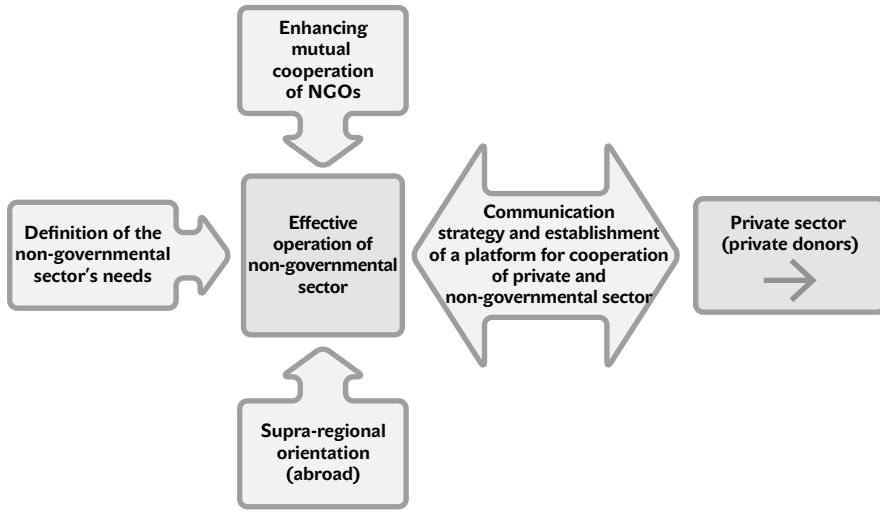 Enhancing
mutual
cooperation
of NGOs
Definition of the
non-governmental
sector's needs
Effective
operation of
non-governmental
sector
Communication
strategy and establishment
of a platform for cooperation
of private and
non-governmental sector
Private sector
(private donors)
Supra-regional
orientation
(abroad)